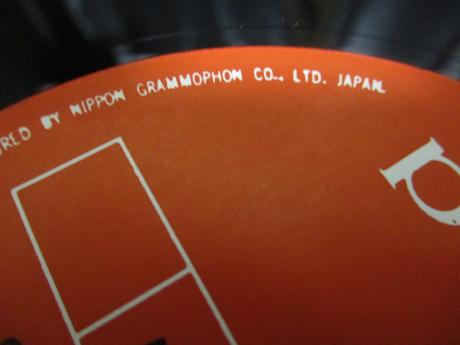 BY NIPPON GRAMMOPHON CO., LTD. JAPAN.
P